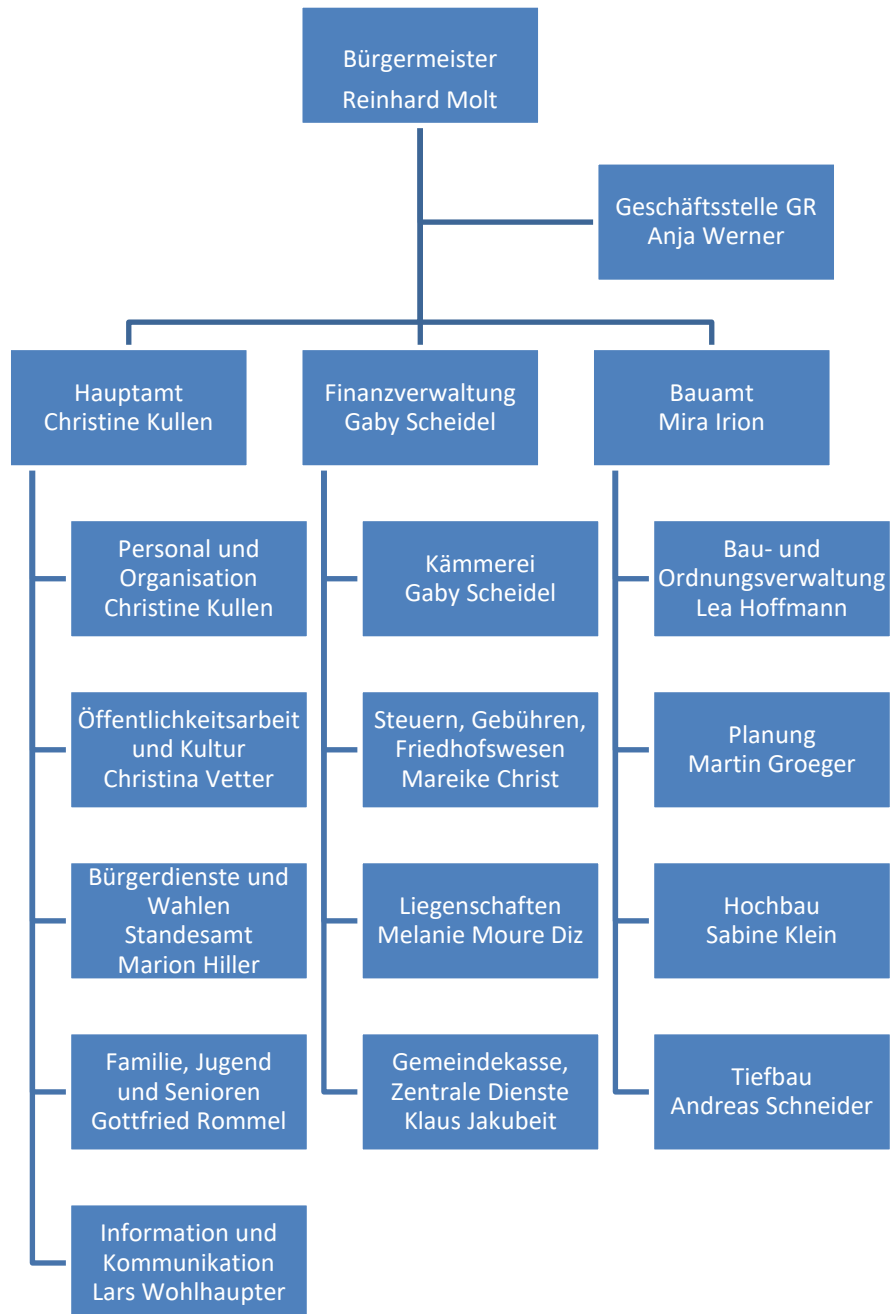 Bürgermeister
Reinhard Molt
Geschäftsstelle GR
Anja Werner
Hauptamt
Christine Kullen
Finanzverwaltung
Gaby Scheidel
Bauamt
Mira Irion
Personal und
Organisation
Christine Kullen
Öffentlichkeitsarbeit
und Kultur
Christina Vetter
Bürgerdienste und
Wahlen
Standesamt
Marion Hiller
Familie, Jugend
und Senioren
Gottfried Rommel
Information und
Kommunikation
Lars Wohlhaupter
Kämmerei
Gaby Scheidel
Steuern, Gebühren,
Friedhofswesen
Mareike Christ
Liegenschaften
Melanie Moure Diz
Gemeindekasse,
Zentrale Dienste
Klaus Jakubeit
Bau- und
Ordnungsverwaltung
Lea Hoffmann
Planung
Martin Groeger
Hochbau
Sabine Klein
Tiefbau
Andreas Schneider